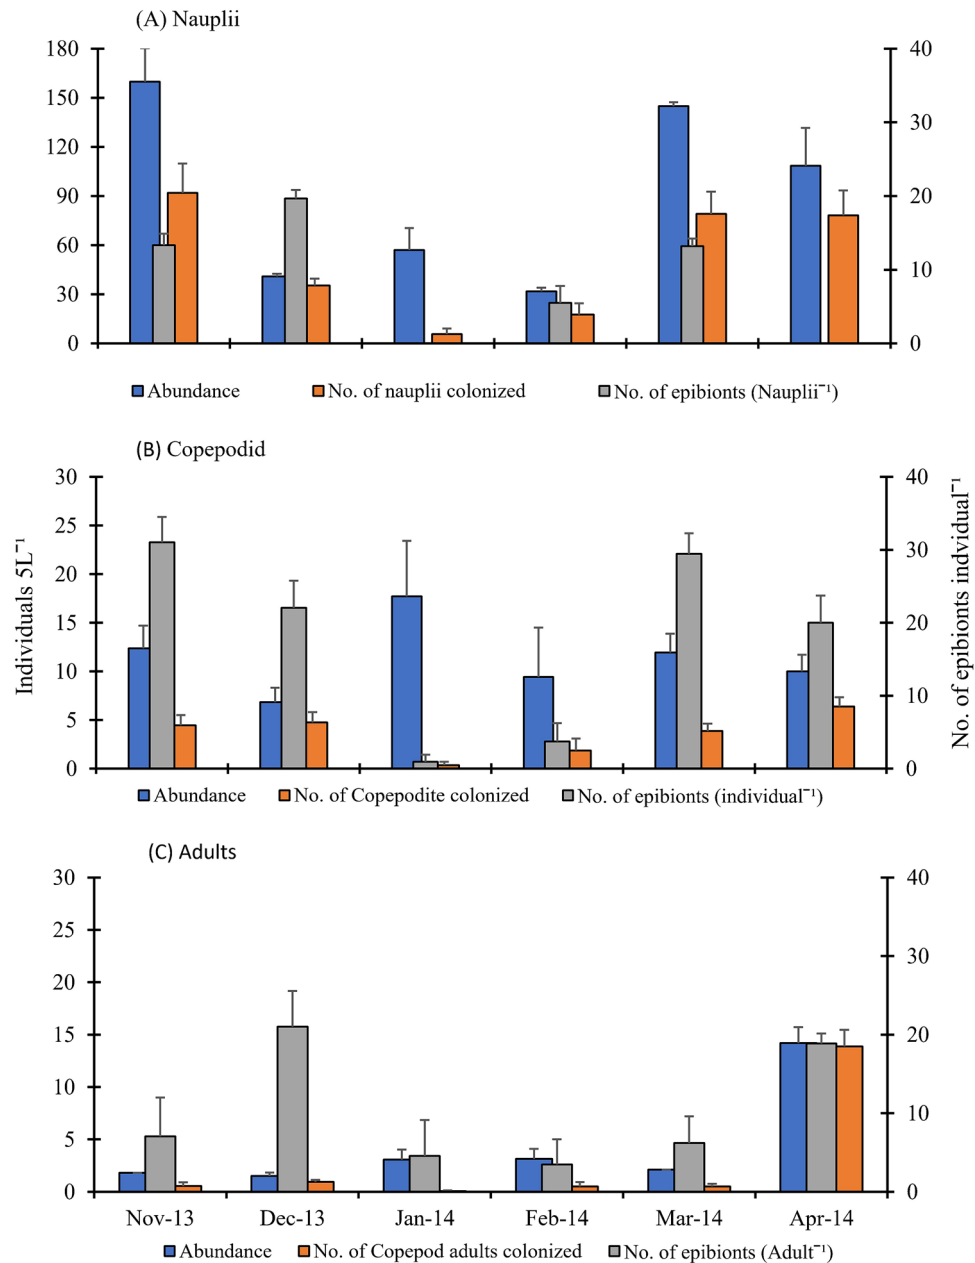 (A) Nauplii
180
150
120
90
60
30
0
40
30
20
10
0
Abundance
No. of nauplii colonized
No. of epibionts (Nauplii⁻¹)
(B) Copepodid
30
25
20
15
10
5
0
40
30
20
10
0
Individuals 5L⁻¹
No. of epibionts indvidual⁻¹
Abundance
No. of Copepodite colonized
No. of epibionts (individual⁻¹)
(C) Adults
30
25
20
15
10
5
0
40
30
20
10
0
Nov-13 Dec-13 Jan-14 Feb-14 Mar-14 Apr-14
Abundance
No. of Copepod adults colonized
No. of epibionts (Adult⁻¹)